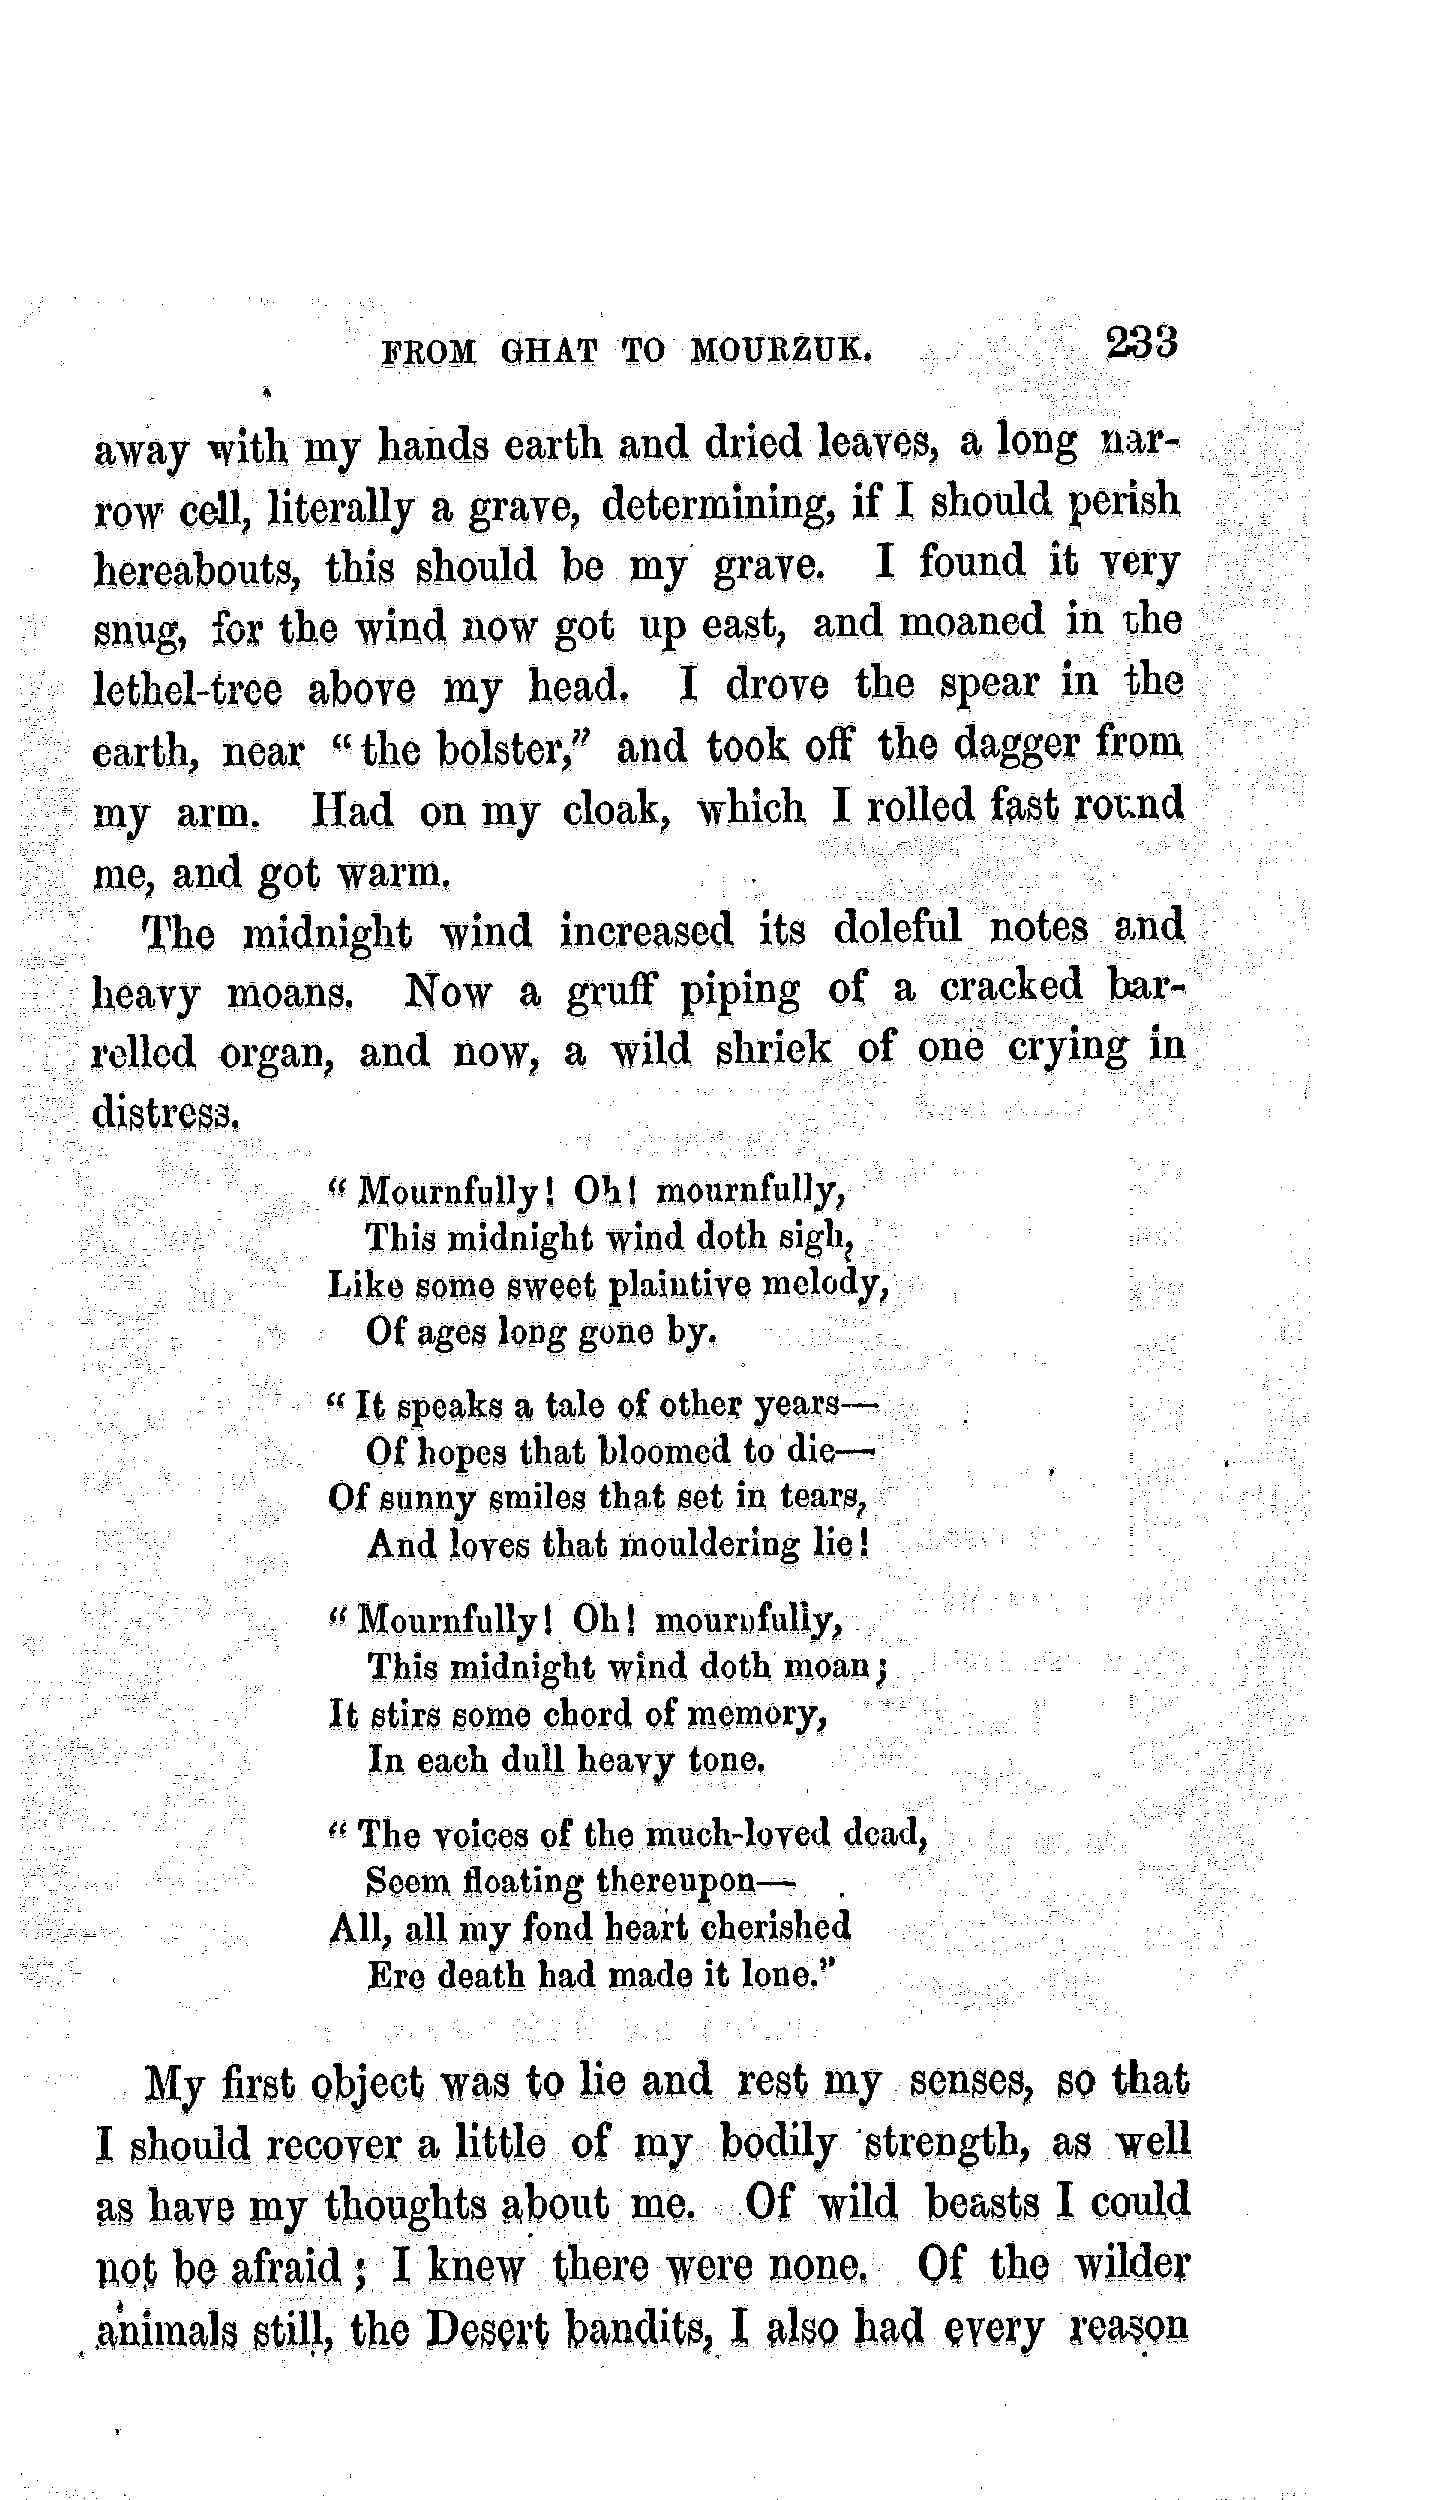 FROM GHAT TO MOURZUK. 233
away with my hands earth and dried leaves, a long nar-
row cell, literally a grave, determining, if I should perish
hereabouts, this should be my grave. I found it very
snug, for the wind now got up east, and moaned in the
lethel-tree above my head. I drove the spear in the
earth, near “the bolster,” and took off the dagger from
my arm. Had on my cloak, which I rolled fast round
me, and got warm.
The midnight wind increased its doleful notes and
heavy moans. Now a gruff piping of a cracked bar-
relled organ, and now, a wild shriek of one crying in
distress.
“Mournfully! Oh! mournfully,
This midnight wind doth sigh,
Like some sweet plaintive melody,
Of ages long gone by.
“It speaks a tale of other years—
Of hopes that bloomed to die—
Of sunny smiles that set in tears,
And loves that mouldering lie!
“Mournfully! Oh! mournfully,
This midnight wind doth moan;
It stirs some chord of memory,
In each dull heavy tone.
“The voices of the much-loved dead,
Seem floating thereupon—
All, all my fond heart cherished
Ere death had made it lone.”
My first object was to lie and rest my senses, so that
I should recover a little of my bodily strength, as well
as have my thoughts about me. Of wild beasts I could
not be afraid; I knew there were none. Of the wilder
animals still, the Desert bandits, I also had every reason